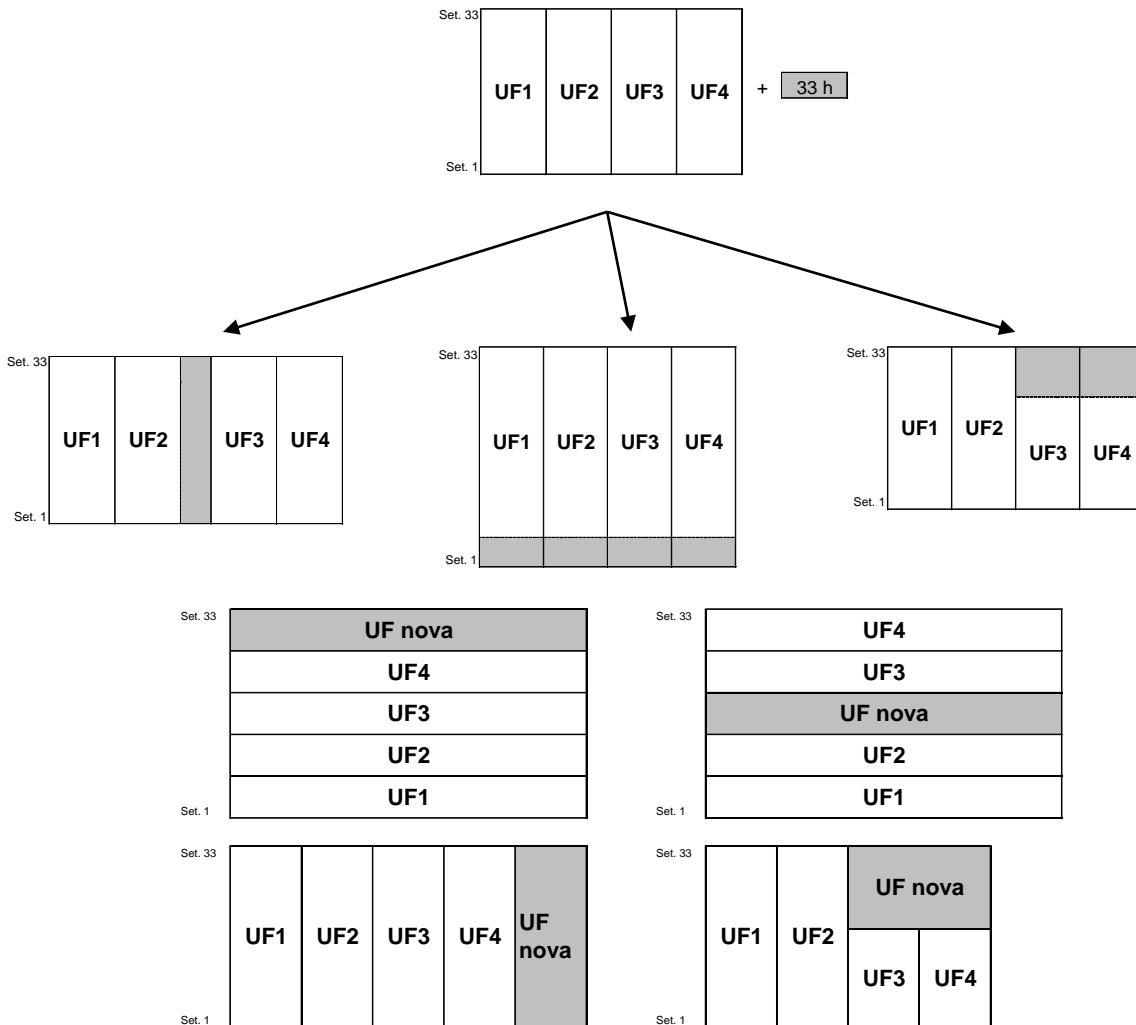 Set. 33
UF1 UF2 UF3 UF4 + 33 h
Set. 1
Set. 33
UF1 UF2 UF3 UF4
Set. 1
Set. 33
UF1 UF2 UF3 UF4
Set. 1
Set. 33
UF1 UF2 UF3 UF4
Set. 1
Set. 33
UF nova
UF4
UF3
UF2
UF1
Set. 1
Set. 33
UF4
UF3
UF nova
UF2
UF1
Set. 1
Set. 33
UF1 UF2 UF3 UF4 UF
nova
Set. 1
Set. 33
UF nova
UF1 UF2
UF3 UF4
Set. 1